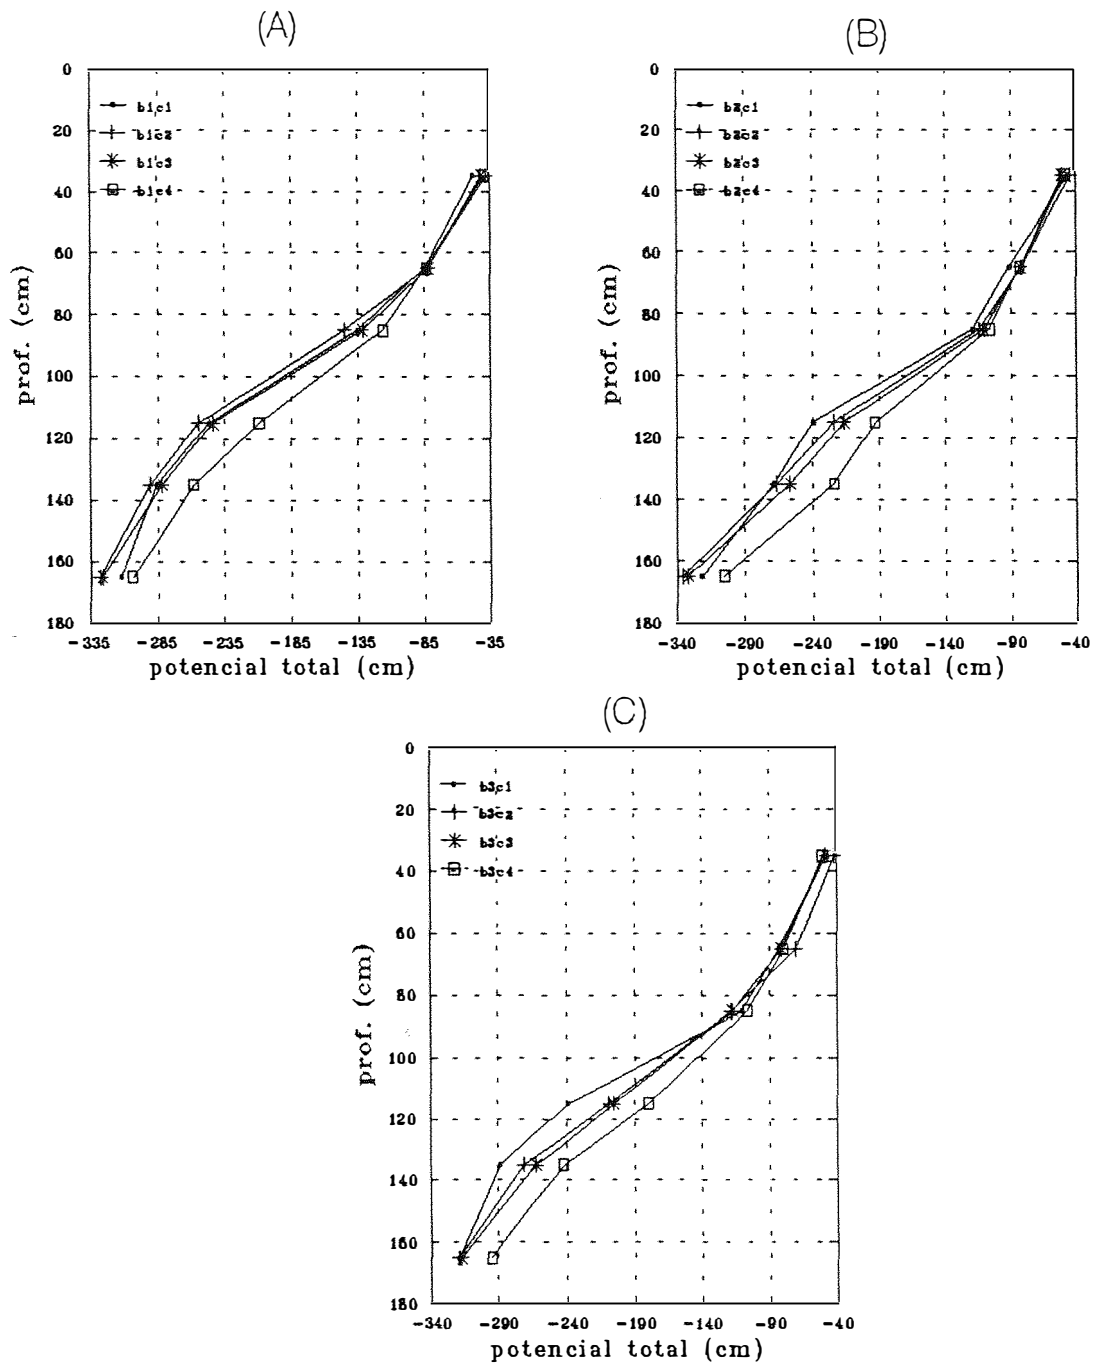 (A)
0
20
40
60
80
100
120
140
160
180
prof. (cm)
b1c1
b1c2
b1c3
b1c4
-335 -285 -235 -185 -135 -85 -35
potencial total (cm)
(B)
0
20
40
60
80
100
120
140
160
180
prof. (cm)
b2c1
b2c2
b2c3
b2c4
-340 -290 -240 -190 -140 -90 -40
potencial total (cm)
(C)
0
20
40
60
80
100
120
140
160
180
prof. (cm)
b3c1
b3c2
b3c3
b3c4
-340 -290 -240 -190 -140 -90 -40
potencial total (cm)